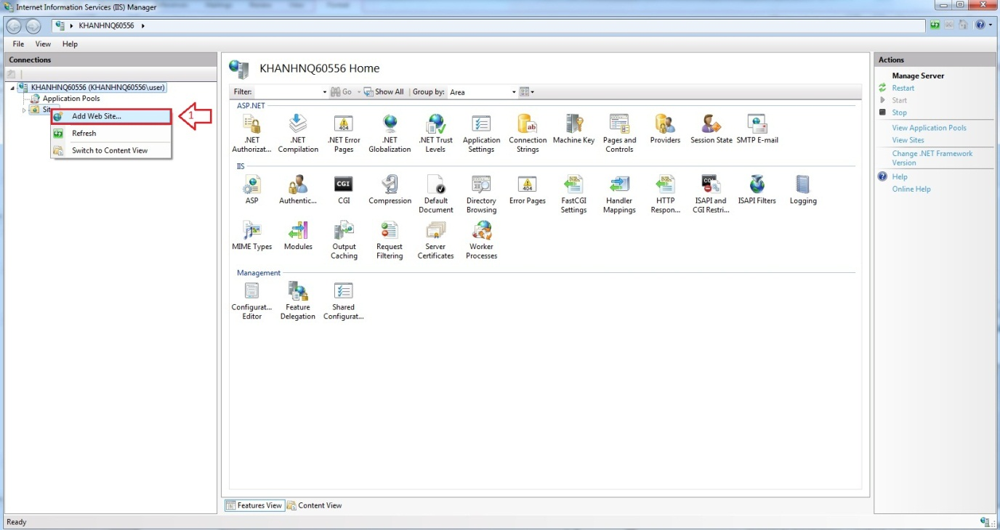 Internet Information Services (IIS) Manager
KHANHNQ60556
File View Help
Connections
KHANHNQ60556 (KHANHNQ60556\user)
Application Pools
Add Web Site...
1
Refresh
Switch to Content View
KHANHNQ60556 Home
Filter: Go Show All Group by: Area
ASP.NET
.NET Authorizat...
.NET Compilation
.NET Error Pages
.NET Globalization
.NET Trust Levels
Application Settings
Connection Strings
Machine Key
Pages and Controls
Providers
Session State
SMTP E-mail
IIS
ASP
Authentic...
CGI
Compression
Default Document
Directory Browsing
Error Pages
FastCGI Settings
Handler Mappings
HTTP Respon...
ISAPI and CGI Restri...
ISAPI Filters
Logging
MIME Types
Modules
Output Caching
Request Filtering
Server Certificates
Worker Processes
Management
Configurat... Editor
Feature Delegation
Shared Configurat...
Features View Content View
Actions
Manage Server
Restart
Start
Stop
View Application Pools
View Sites
Change .NET Framework
Version
Help
Online Help
Ready